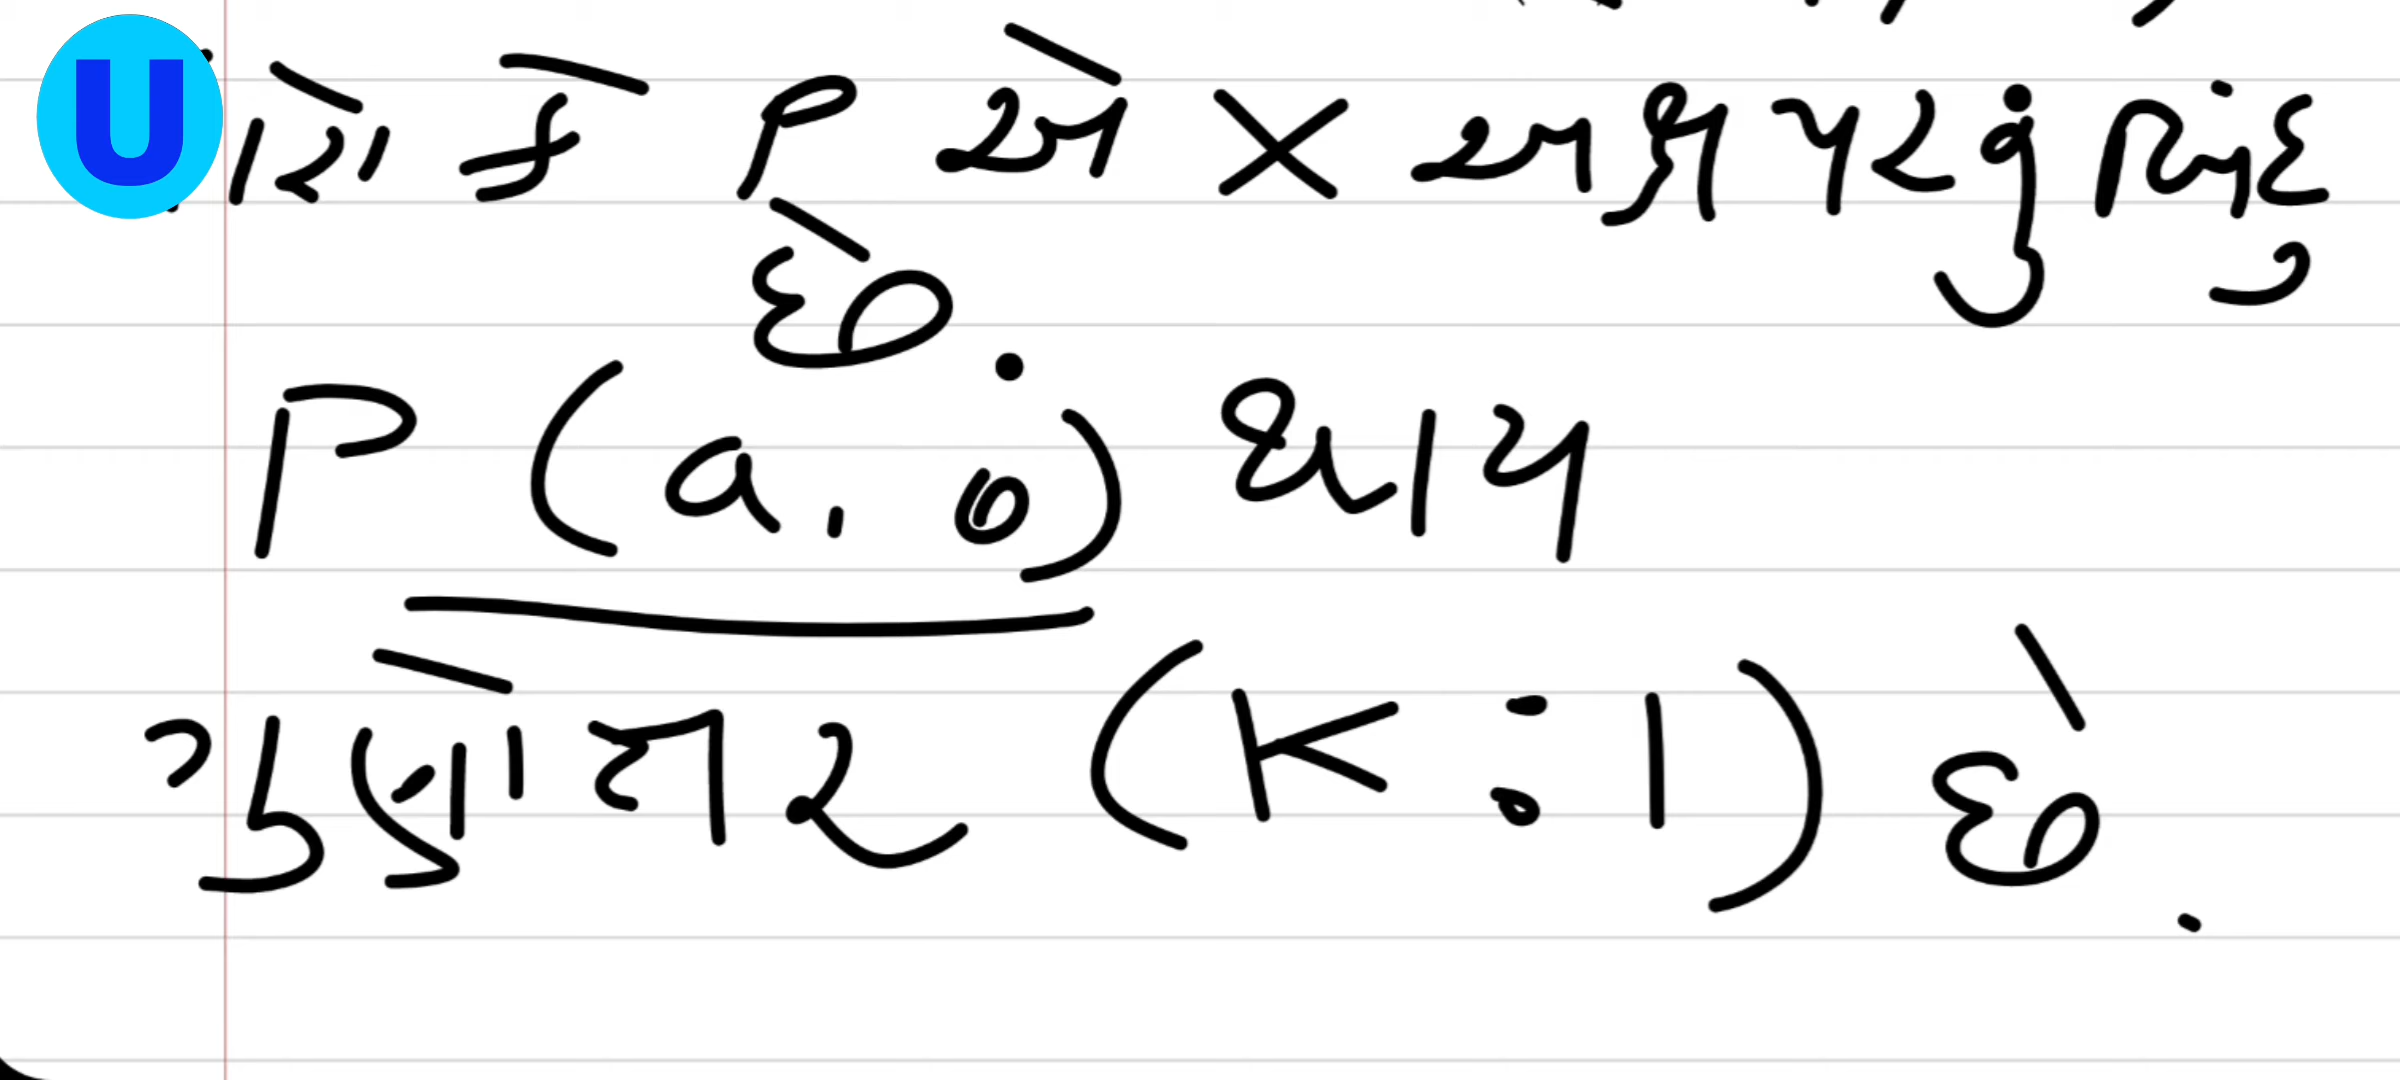 U
કે P એ X અક્ષ પરનું બિંદુ
છે.
P (a, 0) થાય
ગુણોત્તર (K : 1) છે.